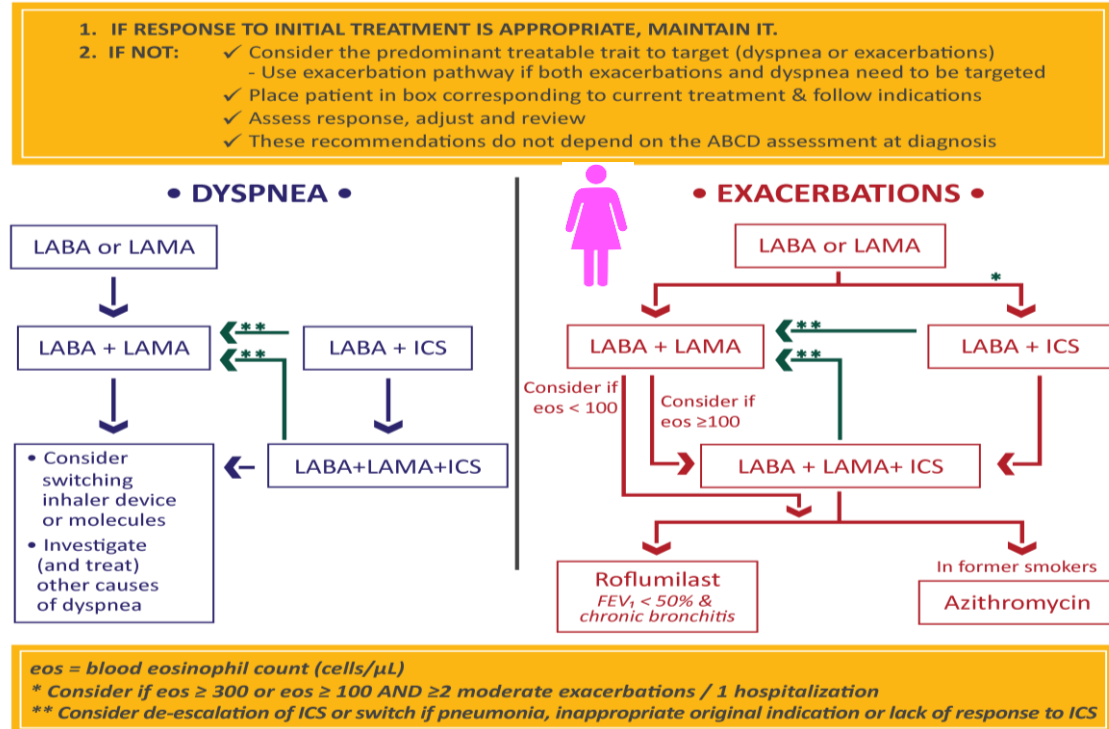 1. IF RESPONSE TO INITIAL TREATMENT IS APPROPRIATE, MAINTAIN IT.
2. IF NOT: ✓ Consider the predominant treatable trait to target (dyspnea or exacerbations)
- Use exacerbation pathway if both exacerbations and dyspnea need to be targeted
✓ Place patient in box corresponding to current treatment & follow indications
✓ Assess response, adjust and review
✓ These recommendations do not depend on the ABCD assessment at diagnosis
• DYSPNEA •
LABA or LAMA
LABA + LAMA
**
**
LABA + ICS
• Consider
switching
inhaler device
or molecules
• Investigate
(and treat)
other causes
of dyspnea
LABA+LAMA+ICS
• EXACERBATIONS •
LABA or LAMA
*
LABA + LAMA
**
**
LABA + ICS
Consider if
eos < 100
Consider if
eos ≥100
LABA + LAMA+ ICS
Roflumilast
FEV₁ < 50% &
chronic bronchitis
In former smokers
Azithromycin
eos = blood eosinophil count (cells/μL)
* Consider if eos ≥ 300 or eos ≥ 100 AND ≥2 moderate exacerbations / 1 hospitalization
** Consider de-escalation of ICS or switch if pneumonia, inappropriate original indication or lack of response to ICS